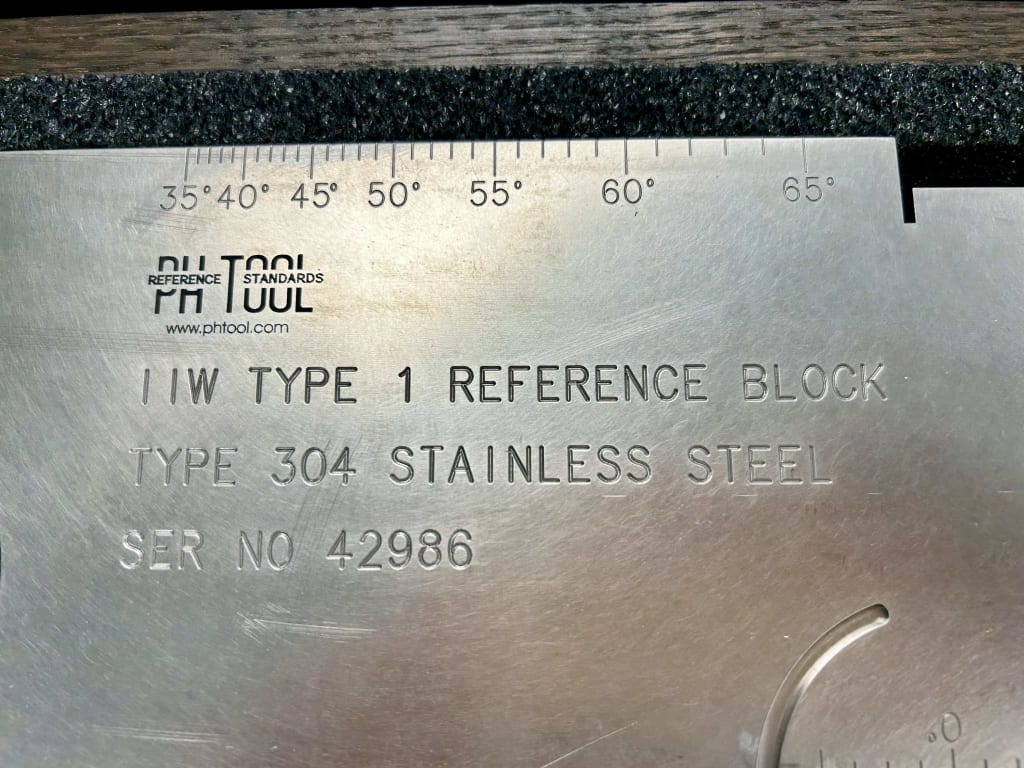 35° 40° 45° 50° 55° 60° 65°
PH TOOL
REFERENCE STANDARDS
www.phtool.com
IIW TYPE 1 REFERENCE BLOCK
TYPE 304 STAINLESS STEEL
SER NO 42986
0°